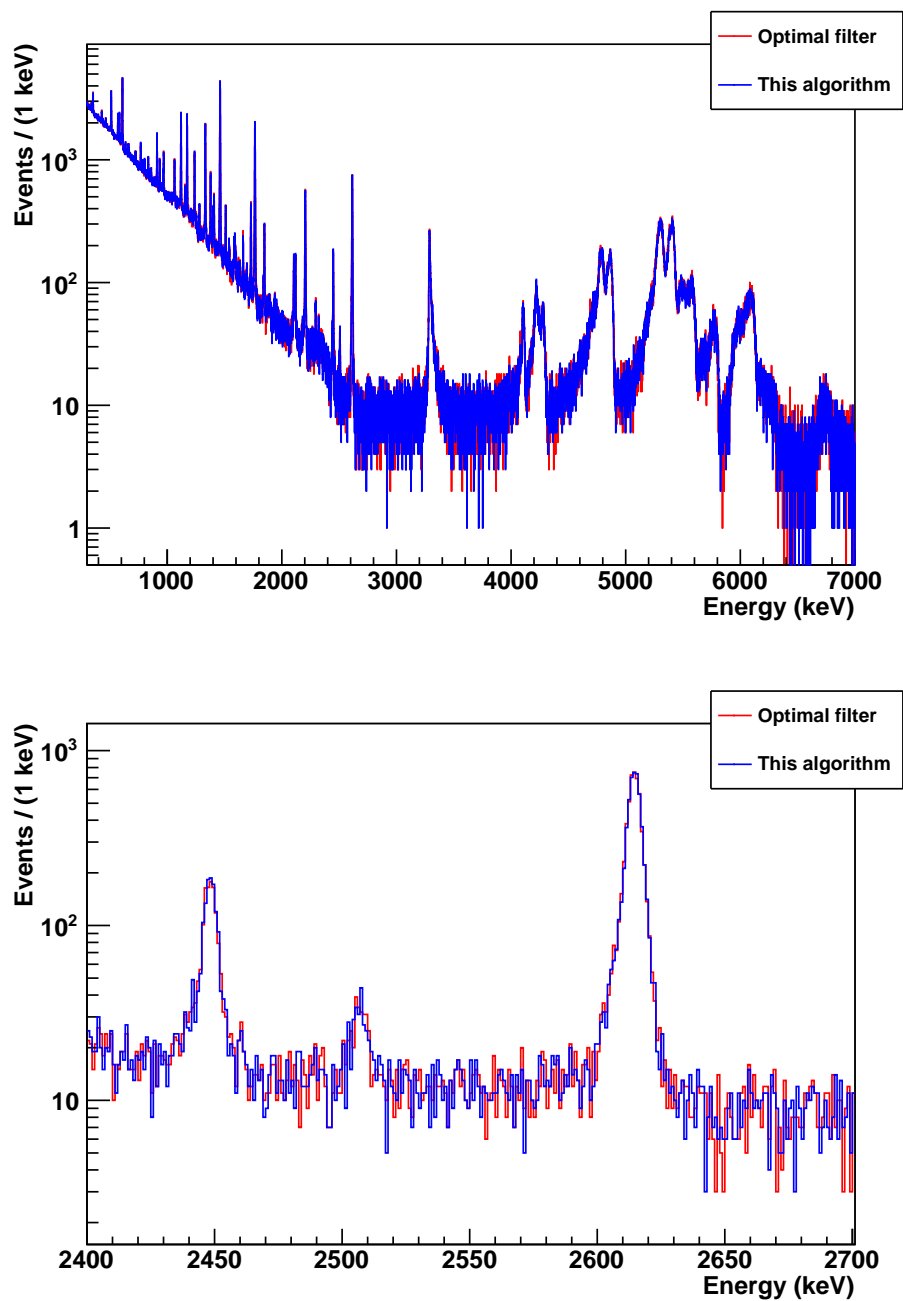 Optimal filter
This algorithm
Events / (1 keV)
10³
10²
10
1
1000 2000 3000 4000 5000 6000 7000
Energy (keV)
Optimal filter
This algorithm
Events / (1 keV)
10³
10²
10
2400 2450 2500 2550 2600 2650 2700
Energy (keV)